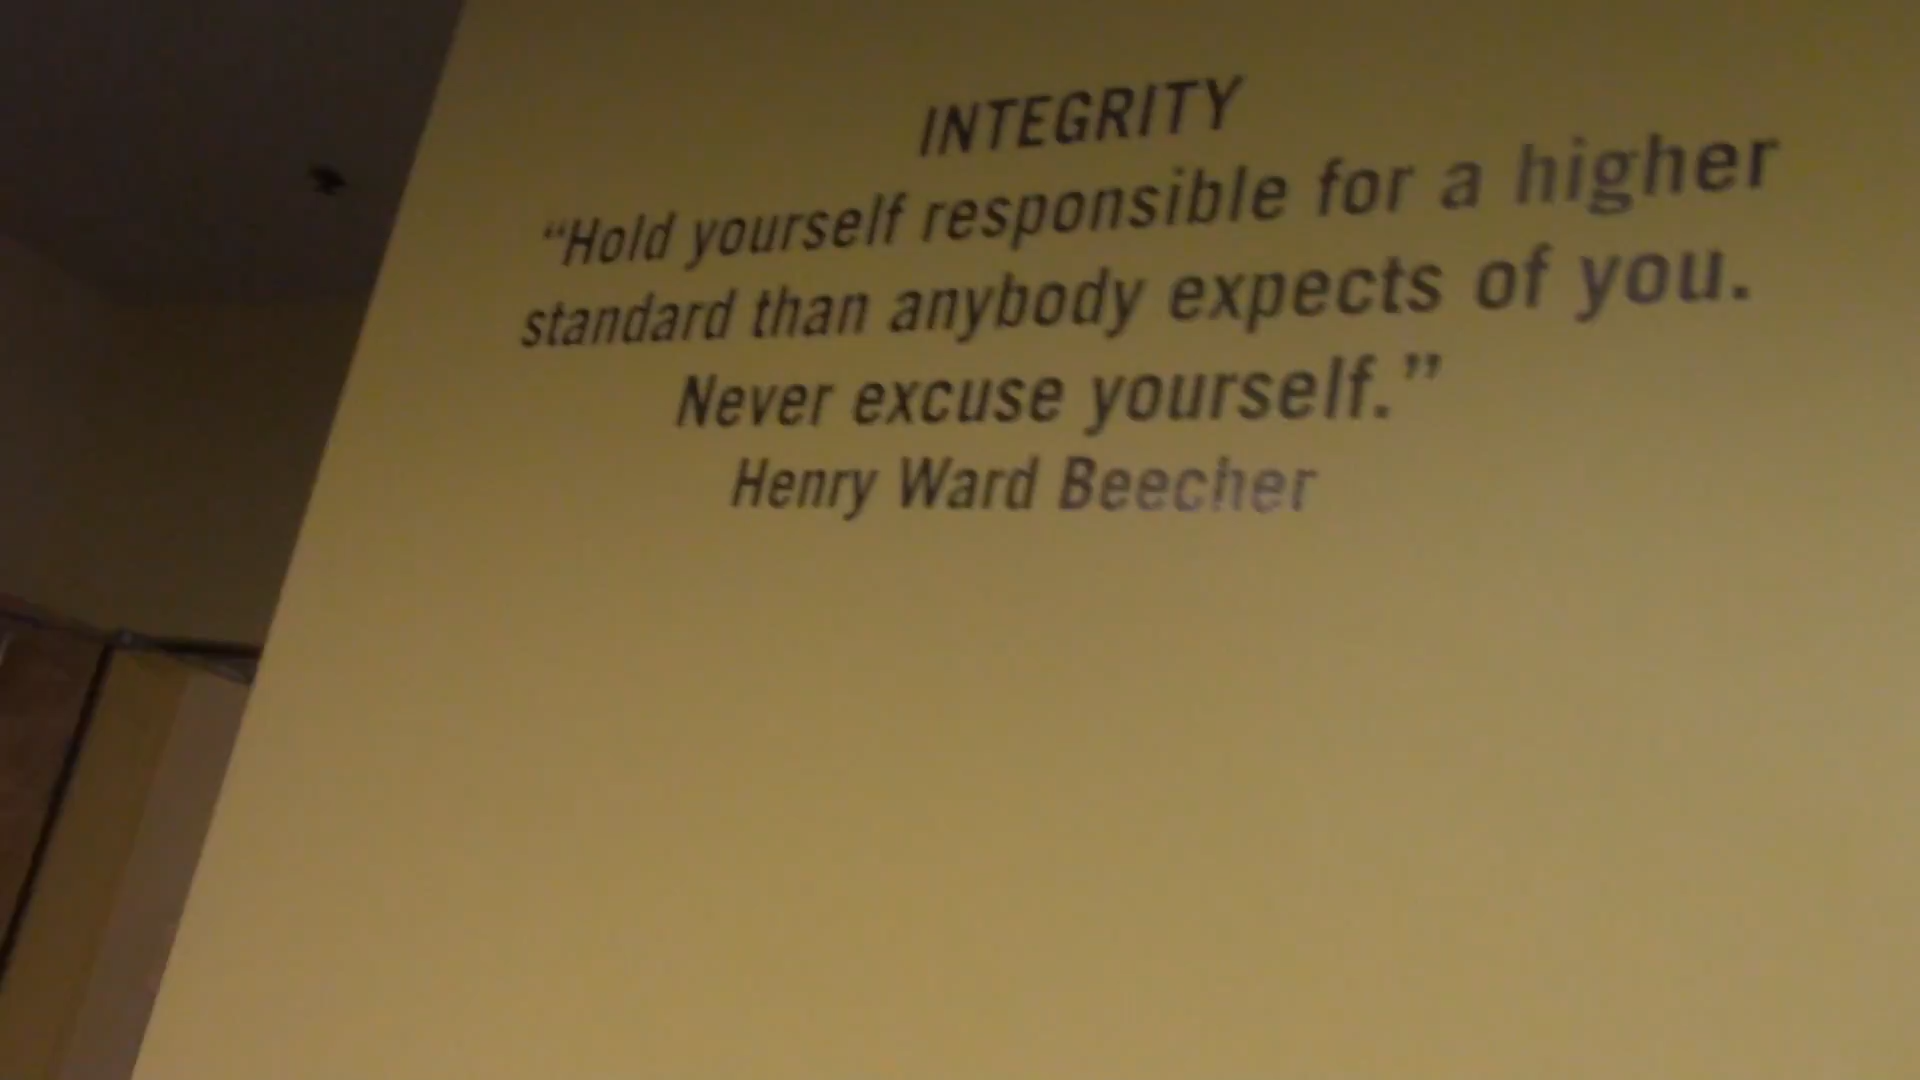 INTEGRITY
“Hold yourself responsible for a higher
standard than anybody expects of you.
Never excuse yourself.”
Henry Ward Beecher